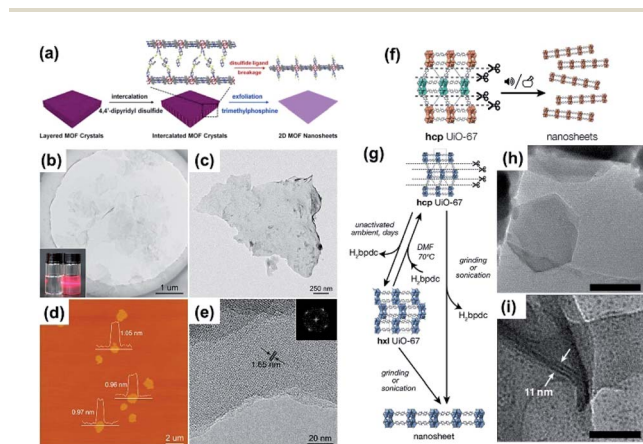 (a)
disulfide-ligand
breakage
intercalation
4,4'-dipyridyl disulfide
exfoliation
trimethylphosphine
Layered MOF Crystals
Intercalated MOF Crystals
2D MOF Nanosheets
(b)
1 um
(c)
250 nm
(d)
1.05 nm
0.96 nm
0.97 nm
2 um
(e)
1.65 nm
20 nm
(f)
hcp UiO-67
nanosheets
(g)
hcp UiO-67
unactivated
ambient, days
H₂bpdc
DMF
70°C
H₂bpdc
grinding
or
sonication
H₂bpdc
hxl UiO-67
grinding
or
sonication
nanosheet
(h)
(i)
11 nm